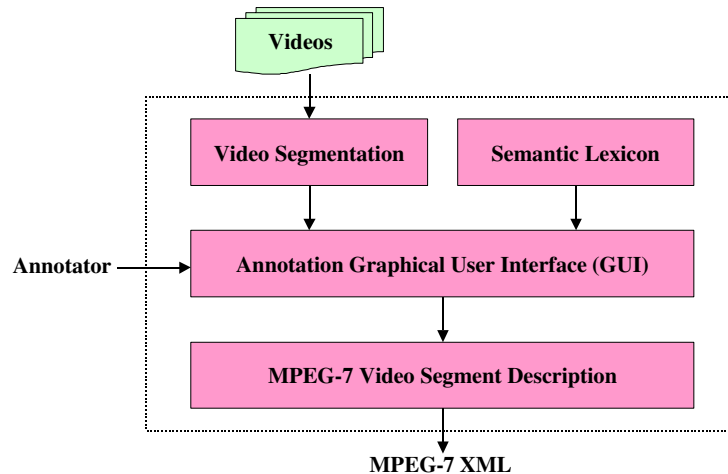 Videos
Video Segmentation
Semantic Lexicon
Annotator
Annotation Graphical User Interface (GUI)
MPEG-7 Video Segment Description
MPEG-7 XML